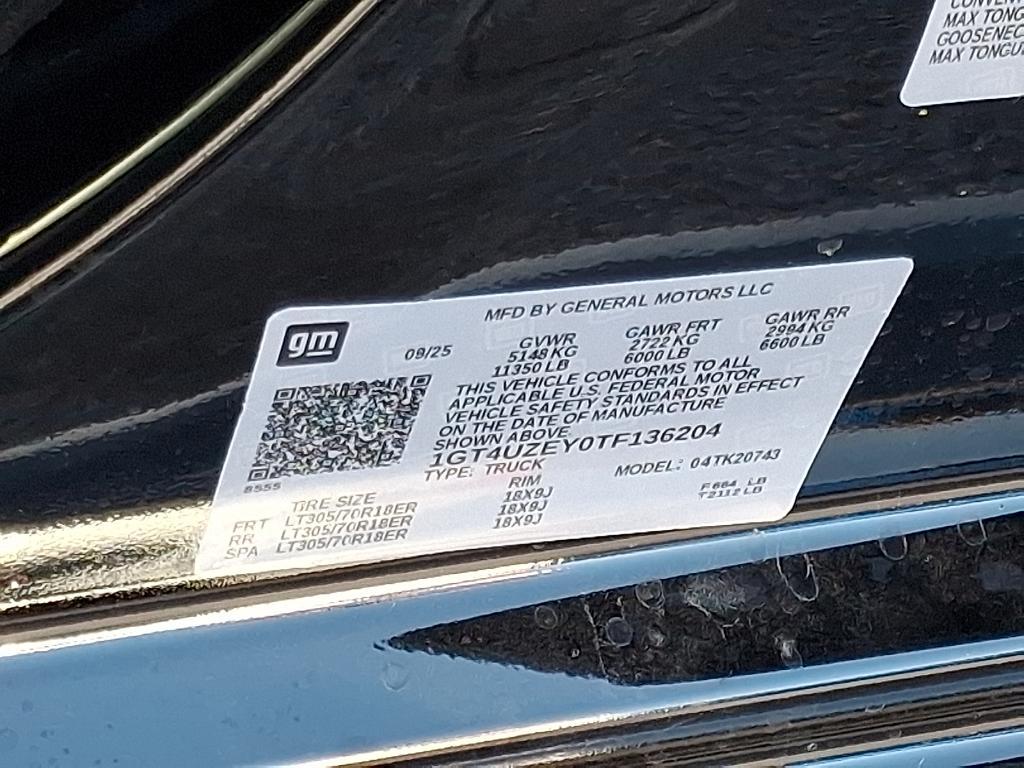 CONVENT
MAX TONG
GOOSENEC
MAX TONGU
gm
MFD BY GENERAL MOTORS LLC
09/25
GVWR GAWR FRT GAWR RR
5148 KG 2722 KG 2994 KG
11350 LB 6000 LB 6600 LB
THIS VEHICLE CONFORMS TO ALL
APPLICABLE U.S. FEDERAL MOTOR
VEHICLE SAFETY STANDARDS IN EFFECT
ON THE DATE OF MANUFACTURE
SHOWN ABOVE
1GT4UZEY0TF136204
TYPE: TRUCK MODEL: 04TK20743
8555
TIRE SIZE RIM
FRT LT305/70R18ER 18X9J
RR LT305/70R18ER 18X9J
SPA LT305/70R18ER 18X9J
F 664 LB
T2112 LB